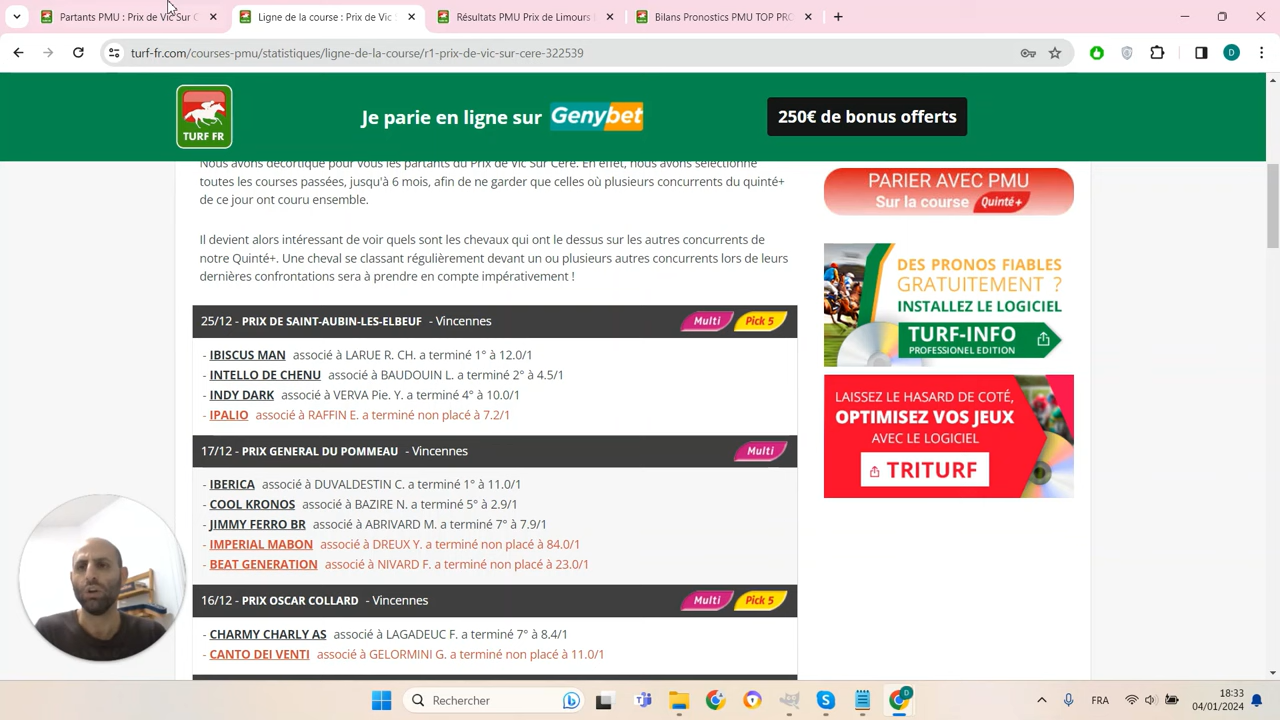 Partants PMU : Prix de Vic Sur C
Ligne de la course : Prix de Vic S
Résultats PMU Prix de Limours
Bilans Pronostics PMU TOP PRO
turf-fr.com/courses-pmu/statistiques/ligne-de-la-course/r1-prix-de-vic-sur-cere-322539
D
TURF FR
Je parie en ligne sur Genybet
250€ de bonus offerts
Nous avons décortiqué pour vous les partants du Prix de Vic Sur Cere. En effet, nous avons sélectionné
toutes les courses passées, jusqu'à 6 mois, afin de ne garder que celles où plusieurs concurrents du quinté+
de ce jour ont couru ensemble.
Il devient alors intéressant de voir quels sont les chevaux qui ont le dessus sur les autres concurrents de
notre Quinté+. Une cheval se classant régulièrement devant un ou plusieurs autres concurrents lors de leurs
dernières confrontations sera à prendre en compte impérativement !
25/12 - PRIX DE SAINT-AUBIN-LES-ELBEUF - Vincennes Multi Pick 5
- IBISCUS MAN associé à LARUE R. CH. a terminé 1° à 12.0/1
- INTELLO DE CHENU associé à BAUDOUIN L. a terminé 2° à 4.5/1
- INDY DARK associé à VERVA Pie. Y. a terminé 4° à 10.0/1
- IPALIO associé à RAFFIN E. a terminé non placé à 7.2/1
17/12 - PRIX GENERAL DU POMMEAU - Vincennes Multi
- IBERICA associé à DUVALDESTIN C. a terminé 1° à 11.0/1
- COOL KRONOS associé à BAZIRE N. a terminé 5° à 2.9/1
- JIMMY FERRO BR associé à ABRIVARD M. a terminé 7° à 7.9/1
- IMPERIAL MABON associé à DREUX Y. a terminé non placé à 84.0/1
- BEAT GENERATION associé à NIVARD F. a terminé non placé à 23.0/1
16/12 - PRIX OSCAR COLLARD - Vincennes Multi Pick 5
- CHARMY CHARLY AS associé à LAGADEUC F. a terminé 7° à 8.4/1
- CANTO DEI VENTI associé à GELORMINI G. a terminé non placé à 11.0/1
PARIER AVEC PMU
Sur la course Quinté+
DES PRONOS FIABLES
GRATUITEMENT ?
INSTALLEZ LE LOGICIEL
TURF-INFO
PROFESSIONEL EDITION
LAISSEZ LE HASARD DE COTÉ,
OPTIMISEZ VOS JEUX
AVEC LE LOGICIEL
TRITURF
Rechercher
FRA
18:33
04/01/2024